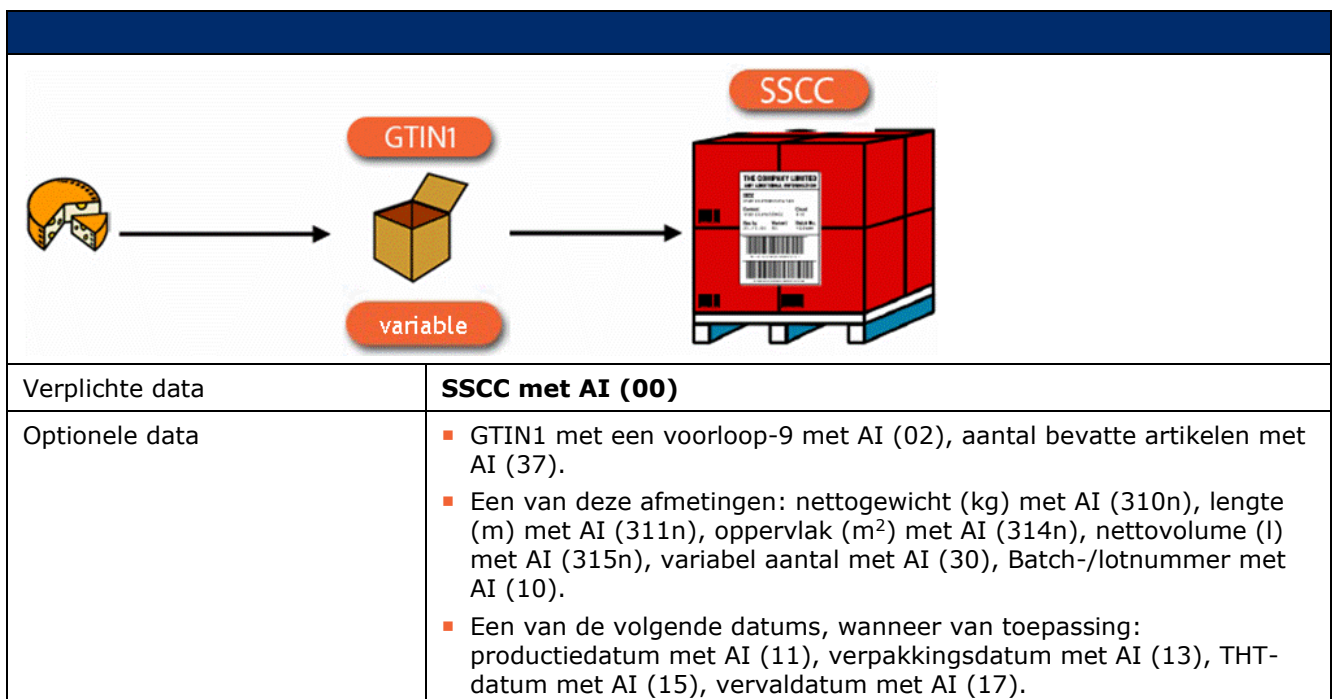 SSCC
GTIN1
THE COMPANY LIMITED
variable
Verplichte data
SSCC met AI (00)
Optionele data
▪ GTIN1 met een voorloop-9 met AI (02), aantal bevatte artikelen met
AI (37).
▪ Een van deze afmetingen: nettogewicht (kg) met AI (310n), lengte
(m) met AI (311n), oppervlak (m²) met AI (314n), nettovolume (l)
met AI (315n), variabel aantal met AI (30), Batch-/lotnummer met
AI (10).
▪ Een van de volgende datums, wanneer van toepassing:
productiedatum met AI (11), verpakkingsdatum met AI (13), THT-
datum met AI (15), vervaldatum met AI (17).